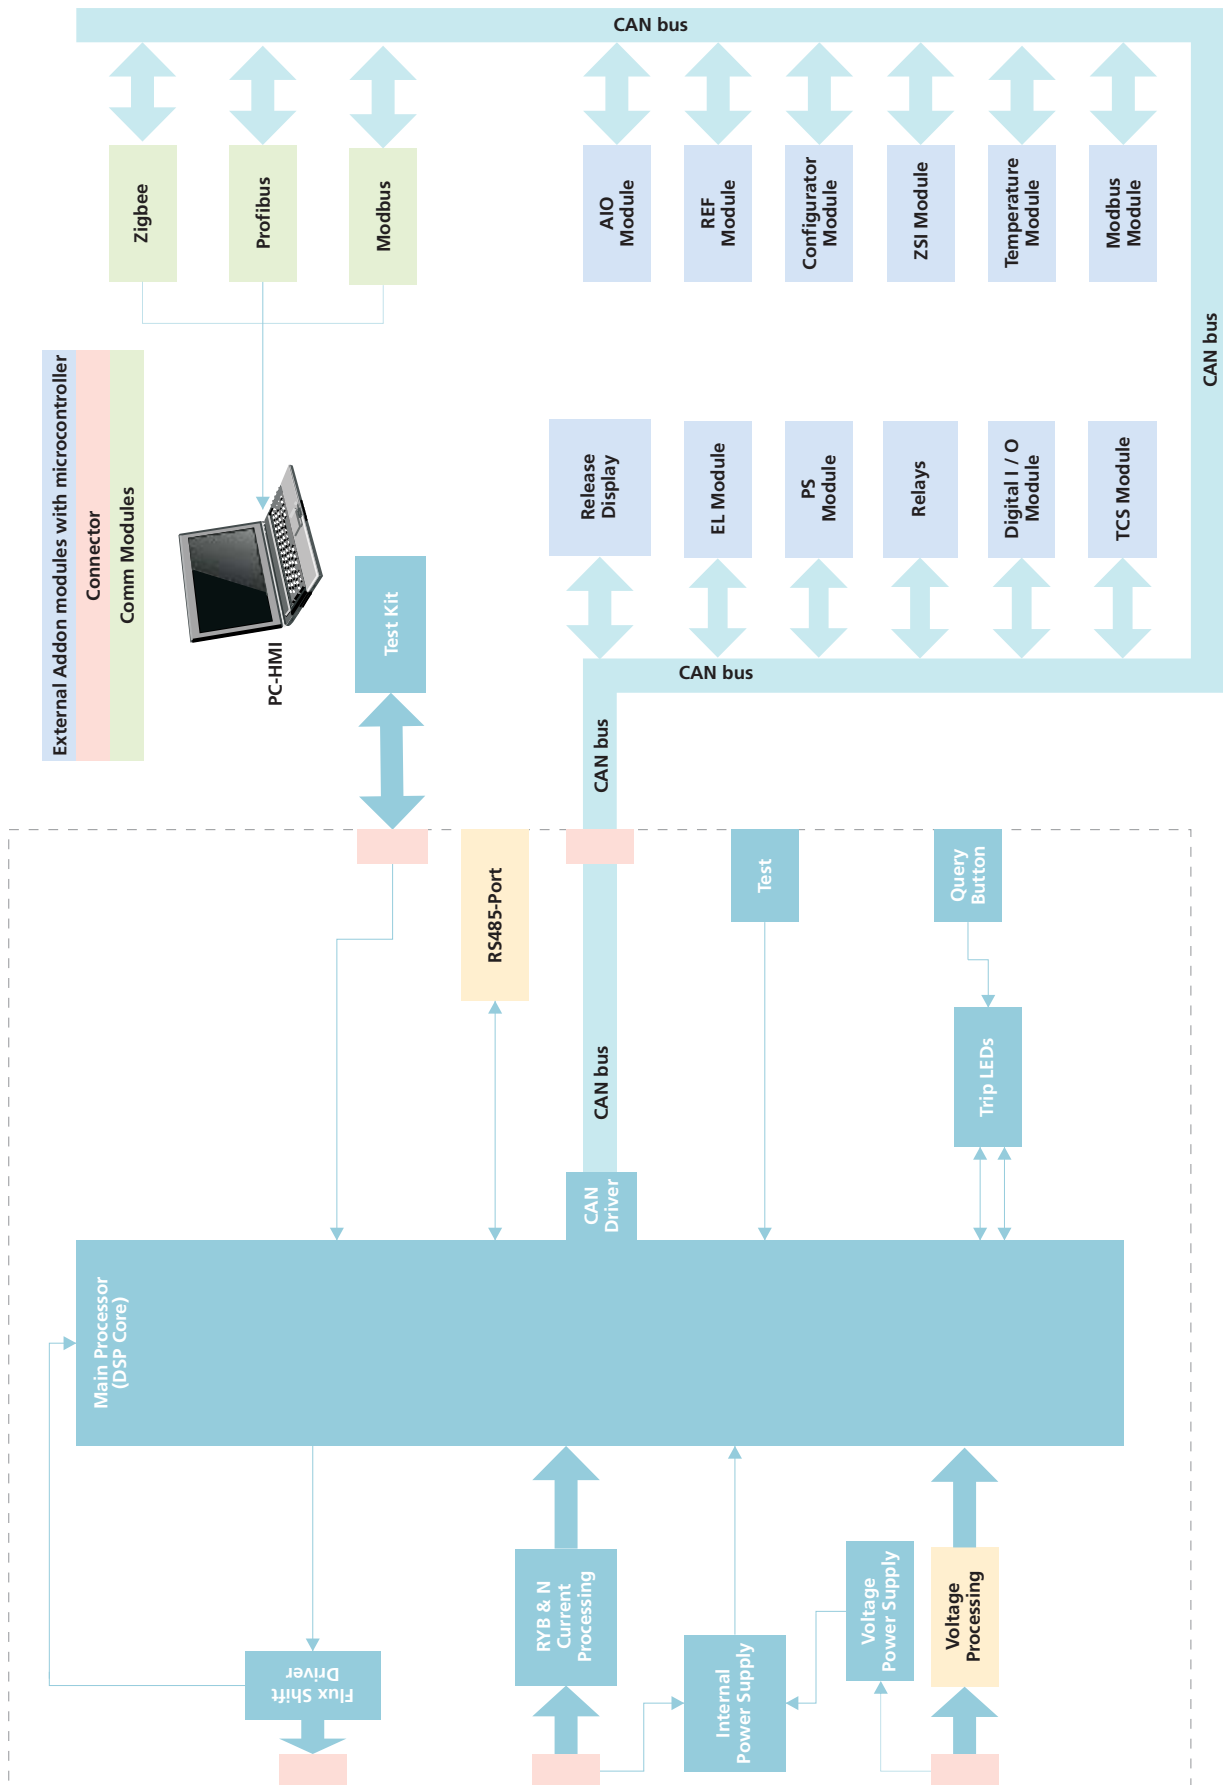 CAN bus
Zigbee
Profibus
Modbus
AIO
Module
REF
Module
Configurator
Module
ZSI Module
Temperature
Module
Modbus
Module
CAN bus
External Addon modules with microcontroller
Connector
Comm Modules
PC-HMI
Test Kit
Release
Display
EL Module
PS
Module
Relays
Digital I / O
Module
TCS Module
CAN bus
CAN bus
RS485-Port
CAN bus
Test
Query
Button
Trip LEDs
CAN
Driver
Main Processor
(DSP Core)
Flux Shift
Driver
RYB & N
Current
Processing
Internal
Power Supply
Voltage
Power Supply
Voltage
Processing